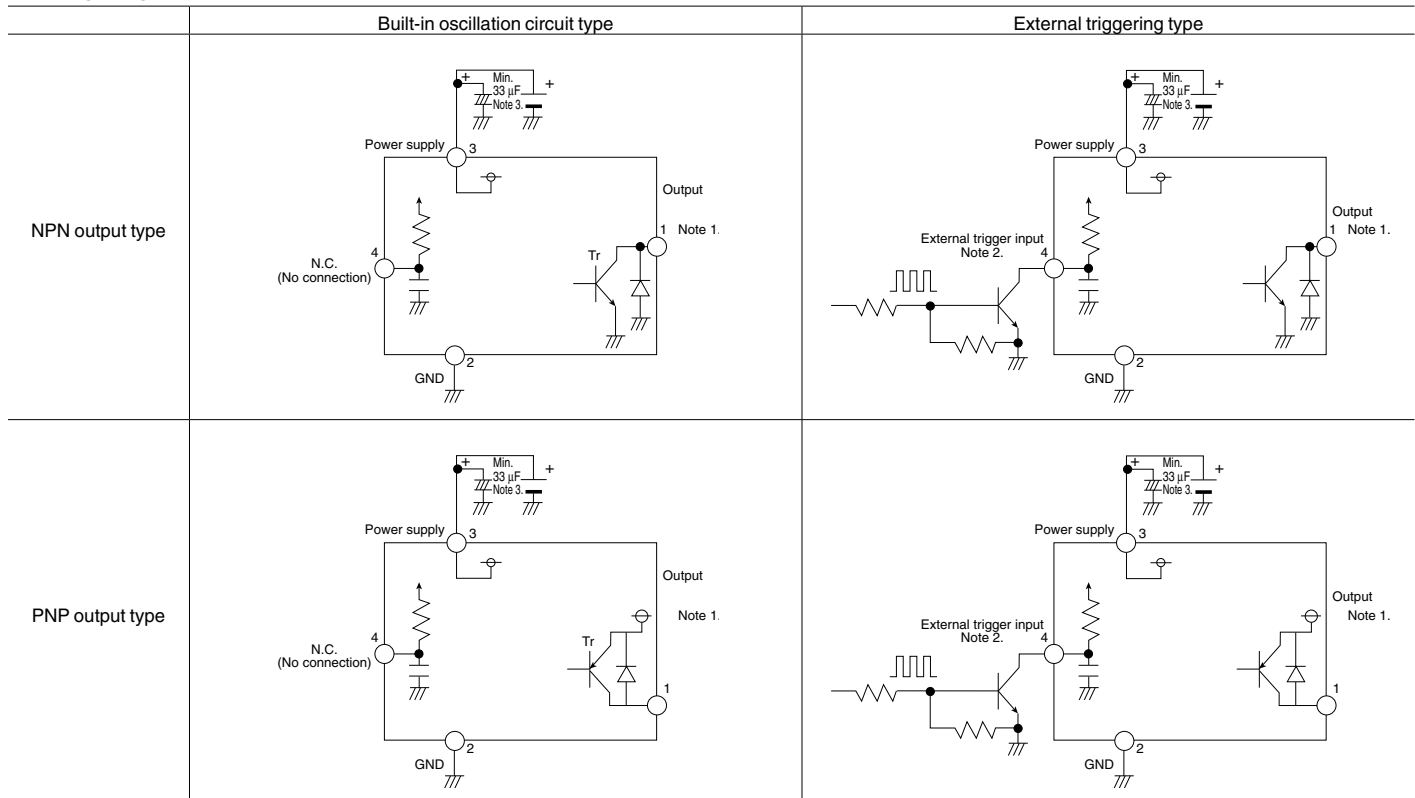 Built-in oscillation circuit type
External triggering type
NPN output type
+
Min.
33 µF
Note 3.
+
Power supply
3
Output
1
Note 1.
Tr
4
N.C.
(No connection)
2
GND
+
Min.
33 µF
Note 3.
+
Power supply
3
Output
1
Note 1.
External trigger input
Note 2.
4
2
GND
PNP output type
+
Min.
33 µF
Note 3.
+
Power supply
3
Output
Note 1.
Tr
4
N.C.
(No connection)
1
2
GND
+
Min.
33 µF
Note 3.
+
Power supply
3
Output
Note 1.
External trigger input
Note 2.
4
1
2
GND